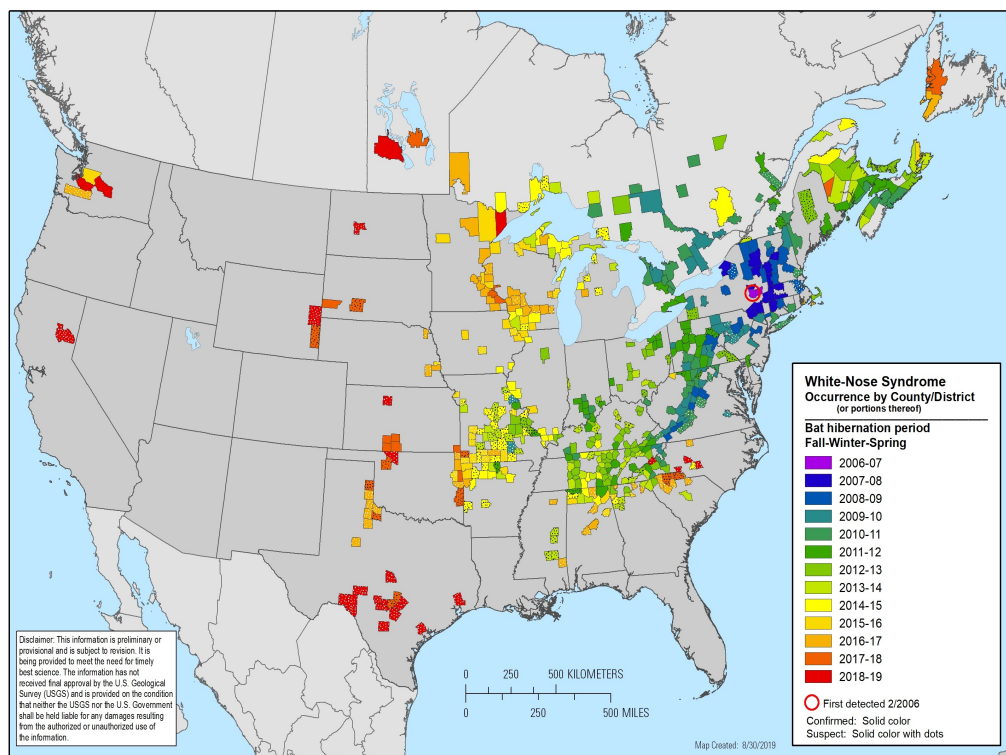 White-Nose Syndrome
Occurrence by County/District
(or portions thereof)
Bat hibernation period
Fall-Winter-Spring
2006-07
2007-08
2008-09
2009-10
2010-11
2011-12
2012-13
2013-14
2014-15
2015-16
2016-17
2017-18
2018-19
First detected 2/2006
Confirmed: Solid color
Suspect: Solid color with dots
Disclaimer: This information is preliminary or
provisional and is subject to revision. It is
being provided to meet the need for timely
best science. The information has not
received final approval by the U.S. Geological
Survey (USGS) and is provided on the condition
that neither the USGS nor the U.S. Government
shall be held liable for any damages resulting
from the authorized or unauthorized use of
the information.
0 250 500 KILOMETERS
0 250 500 MILES
Map Created: 8/30/2019